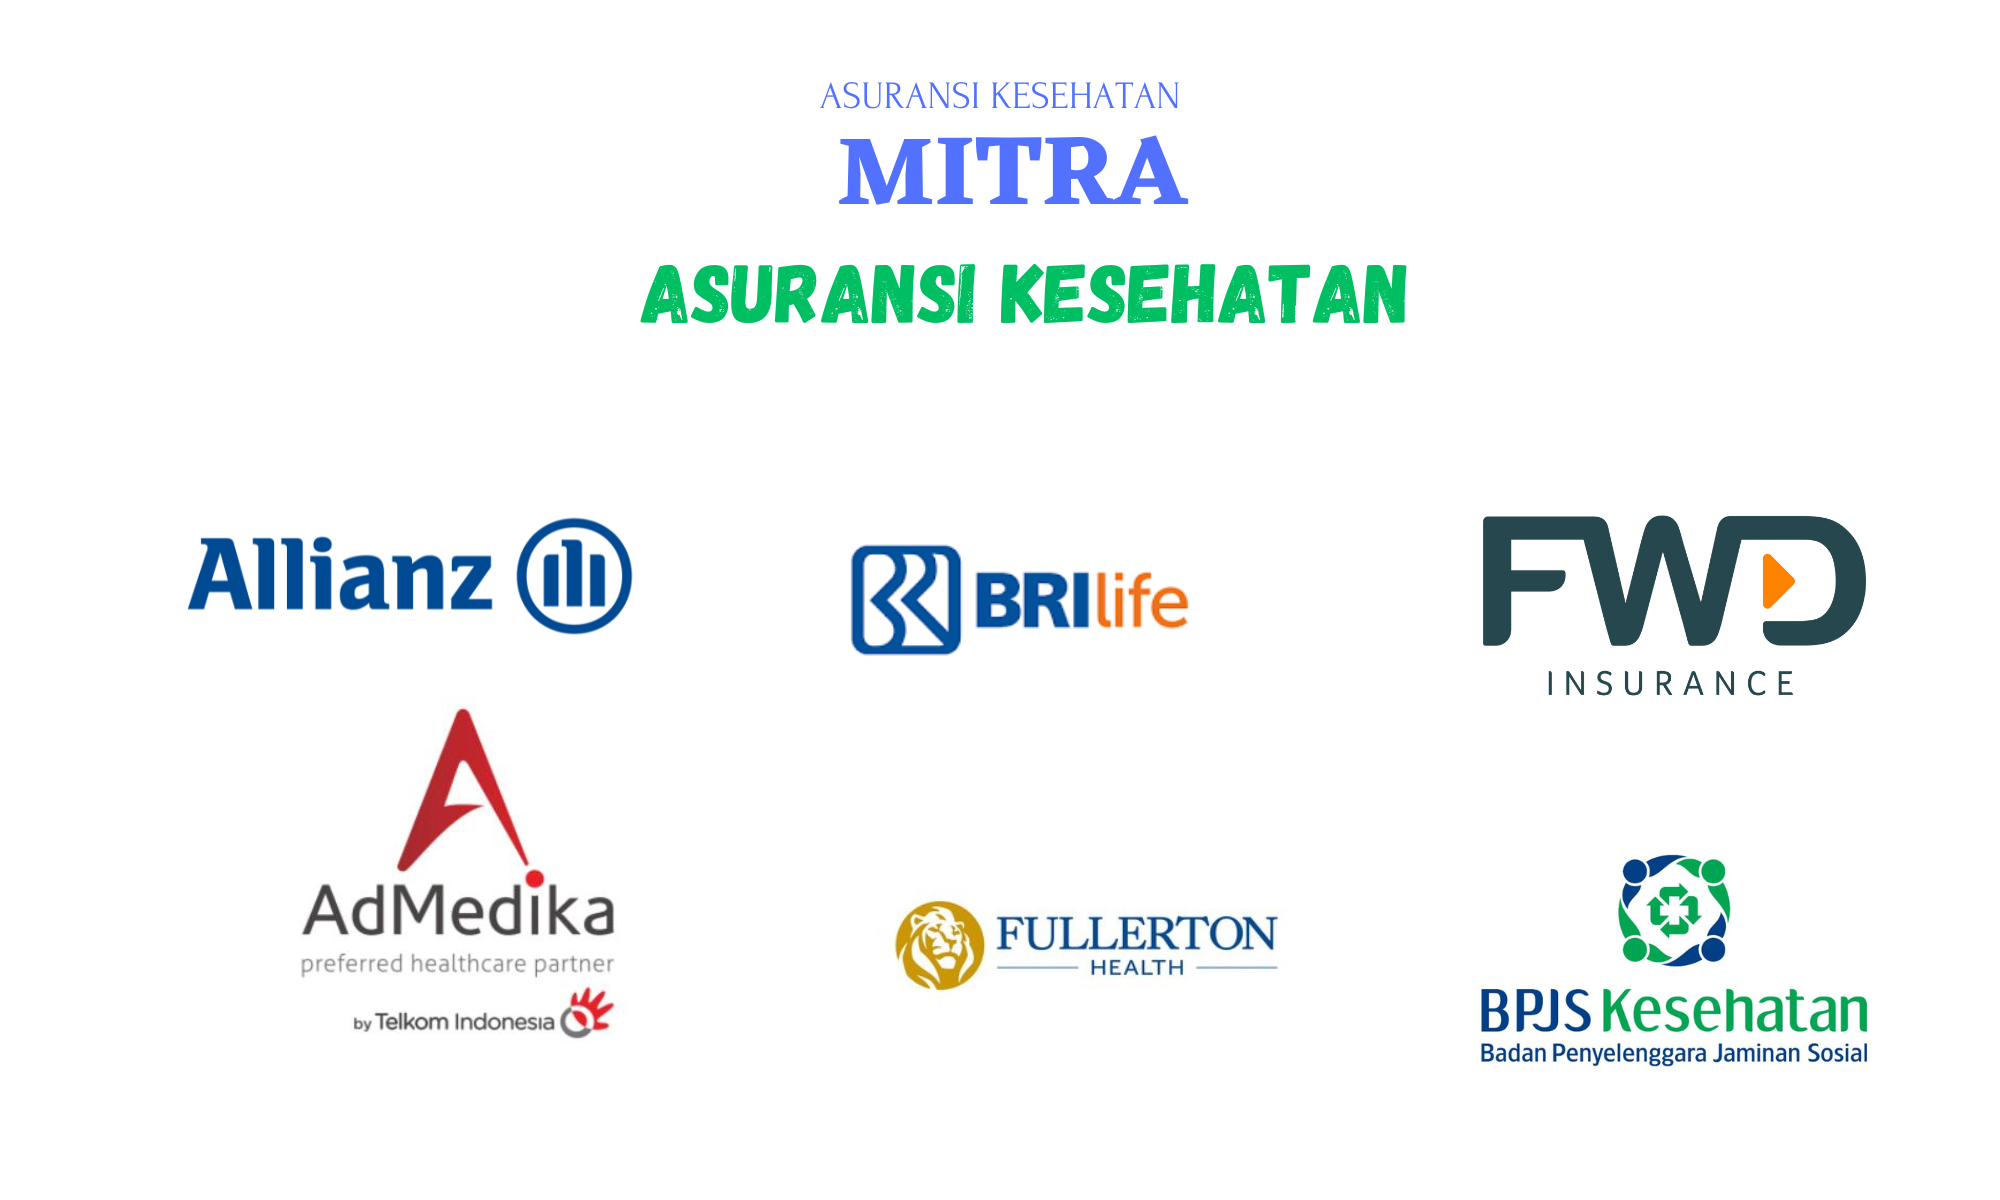 ASURANSI KESEHATAN
MITRA
ASURANSI KESEHATAN
Allianz
BRIlife
FWD
INSURANCE
AdMedika
preferred healthcare partner
by Telkom Indonesia
FULLERTON
HEALTH
BPJS Kesehatan
Badan Penyelenggara Jaminan Sosial